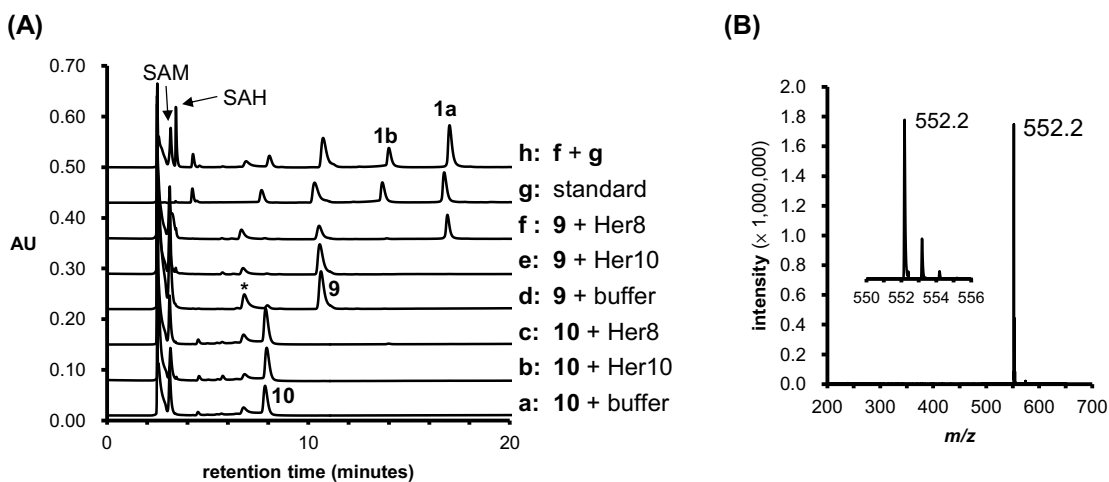 (A)
0.70
0.60
0.50
0.40
AU
0.30
0.20
0.10
0.00
SAM
SAH
1a
1b
*
9
10
h: f + g
g: standard
f : 9 + Her8
e: 9 + Her10
d: 9 + buffer
c: 10 + Her8
b: 10 + Her10
a: 10 + buffer
0 10 20
retention time (minutes)
(B)
intensity (× 1,000,000)
2.0
1.8
1.6
1.4
1.2
1.0
0.8
0.6
0.4
0.2
0.0
552.2
552.2
550 552 554 556
200 300 400 500 600 700
m/z